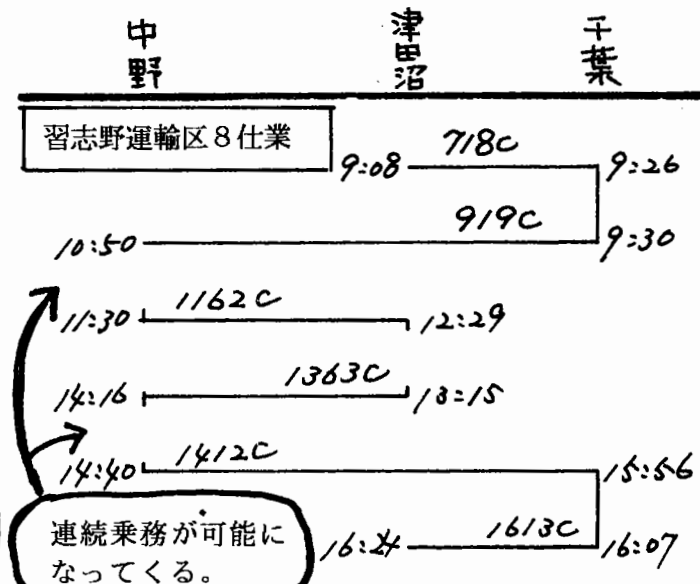 中野 津田沼 千葉
習志野運輸区8仕業
9:08 718C 9:26
10:50 919C 9:30
11:30 1162C 12:29
14:16 1363C 13:15
14:40 1412C 15:56
16:24 1613C 16:07
連続乗務が可能に
なってくる。